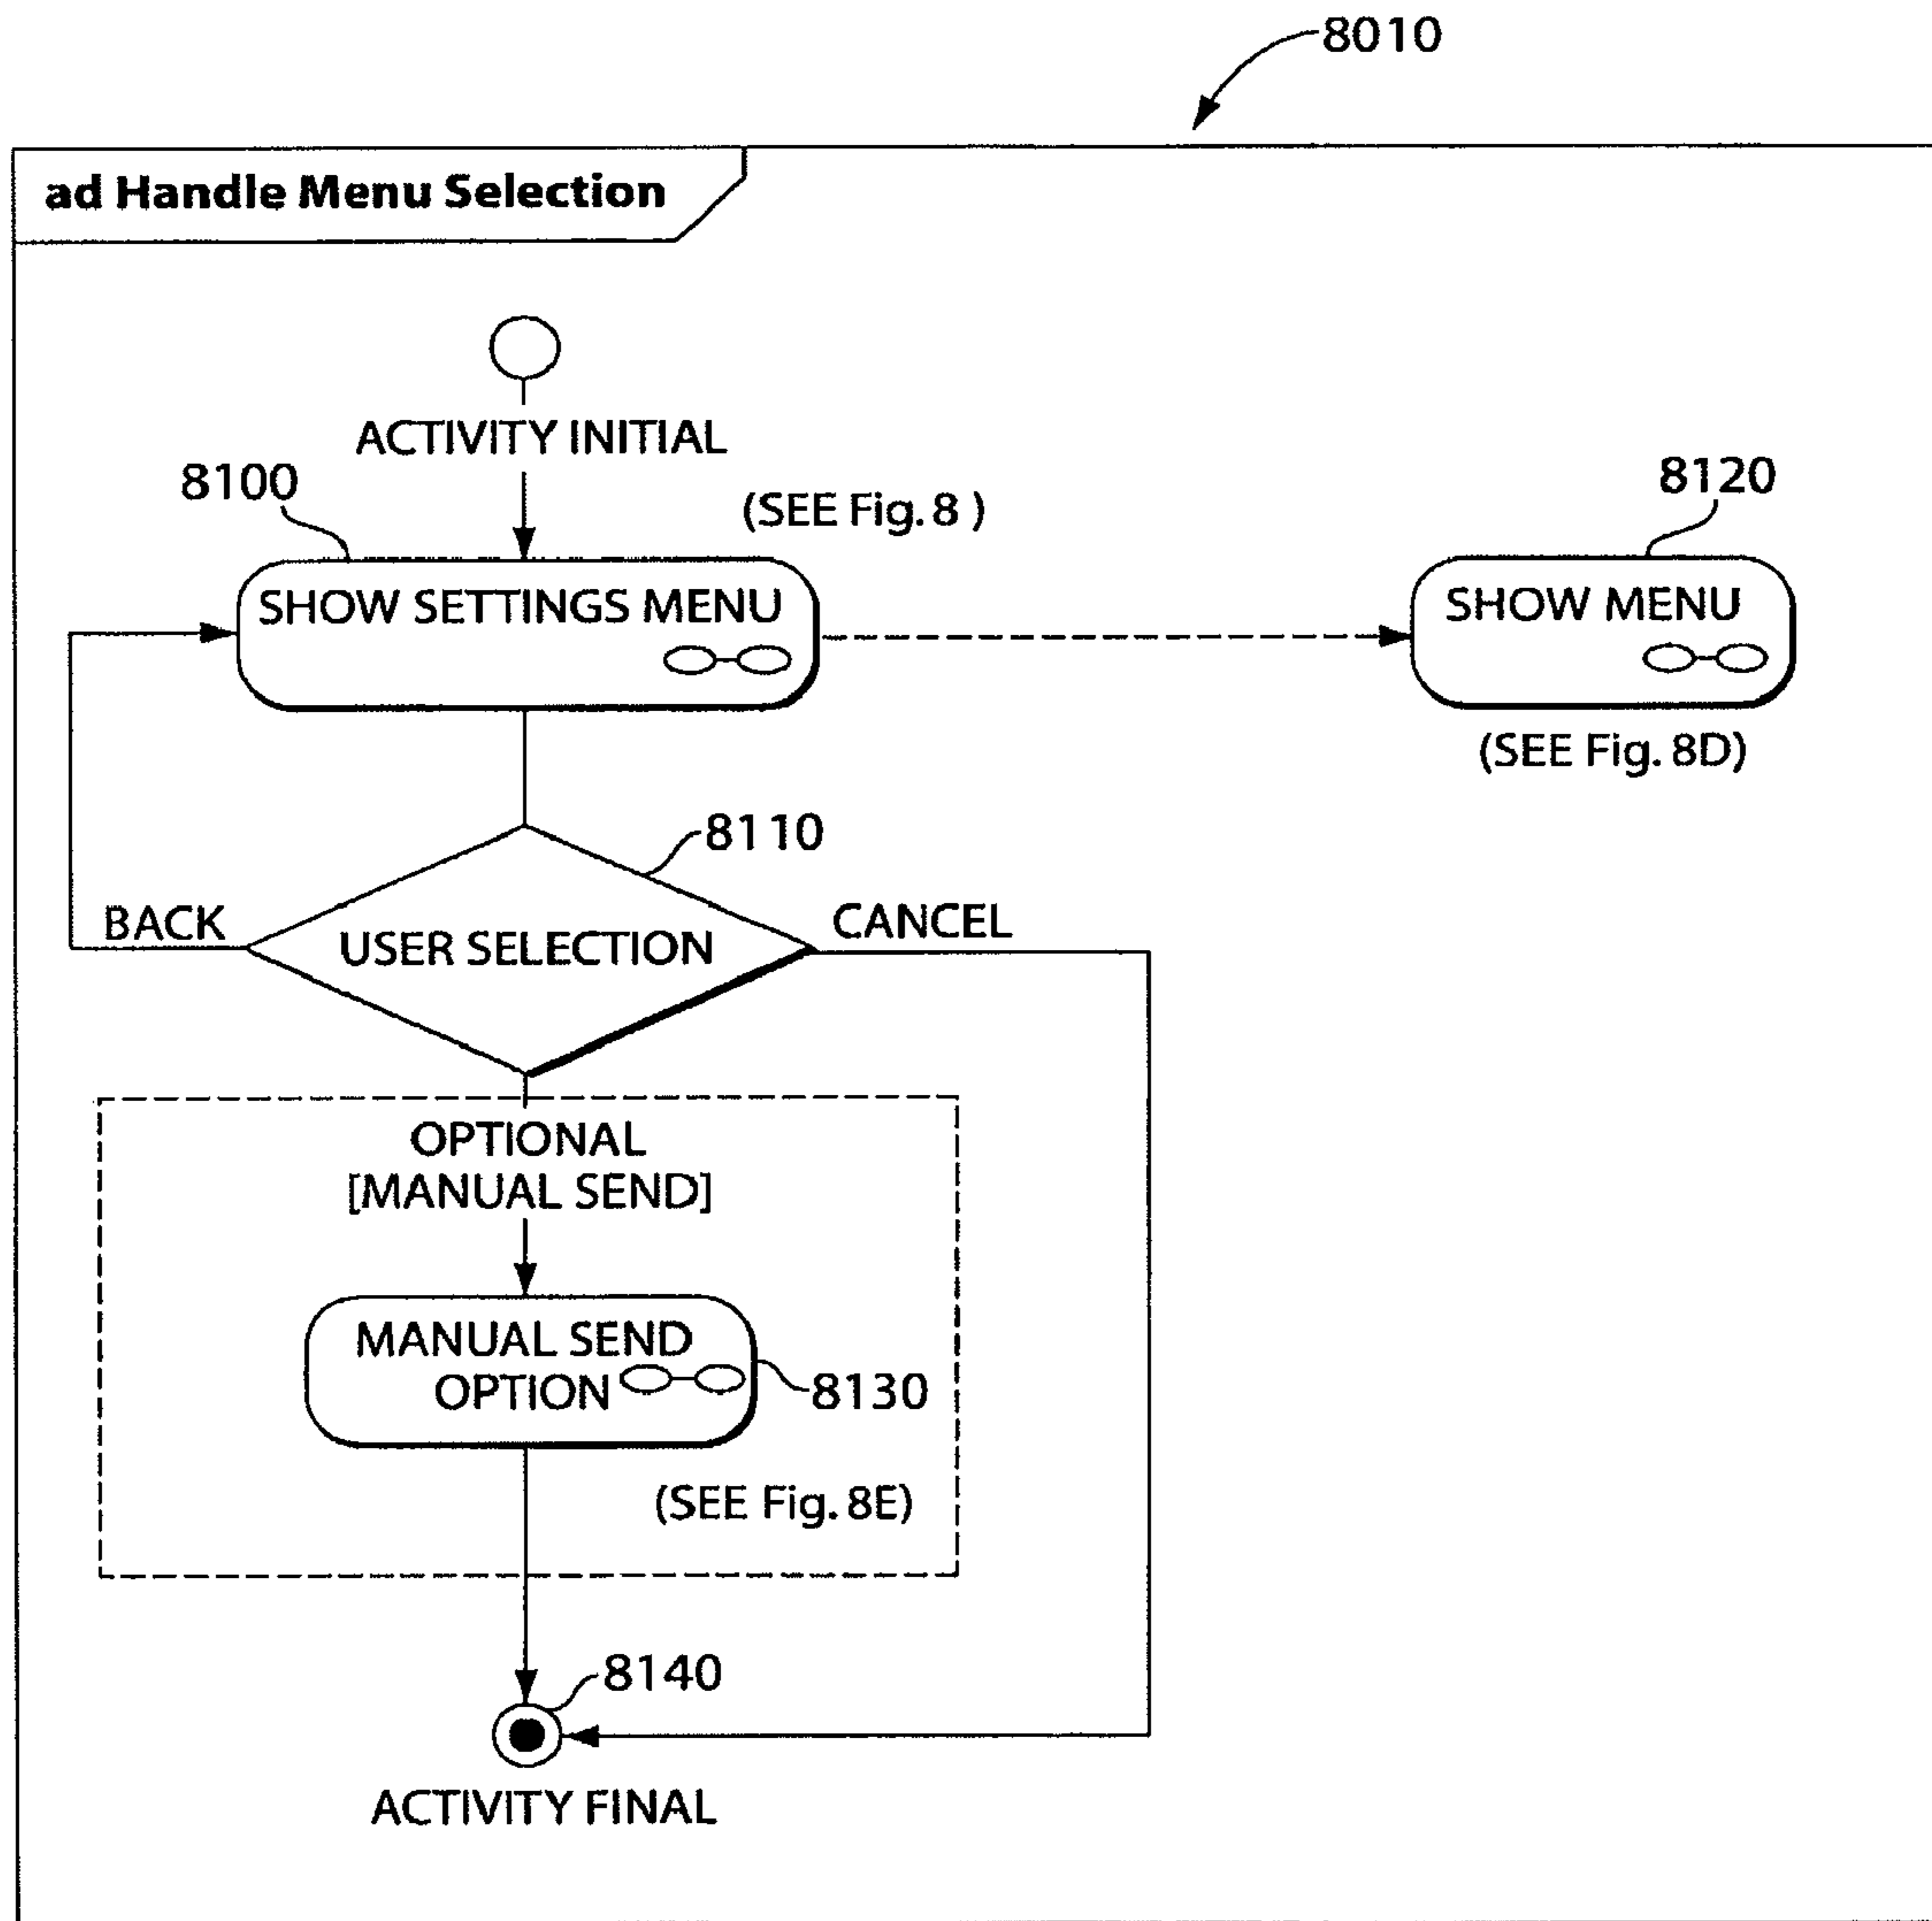 8010
ad Handle Menu Selection
ACTIVITY INITIAL
8100
(SEE Fig. 8 )
8120
SHOW SETTINGS MENU
SHOW MENU
(SEE Fig. 8D)
8110
BACK
USER SELECTION
CANCEL
OPTIONAL
[MANUAL SEND]
MANUAL SEND
OPTION
8130
(SEE Fig. 8E)
8140
ACTIVITY FINAL